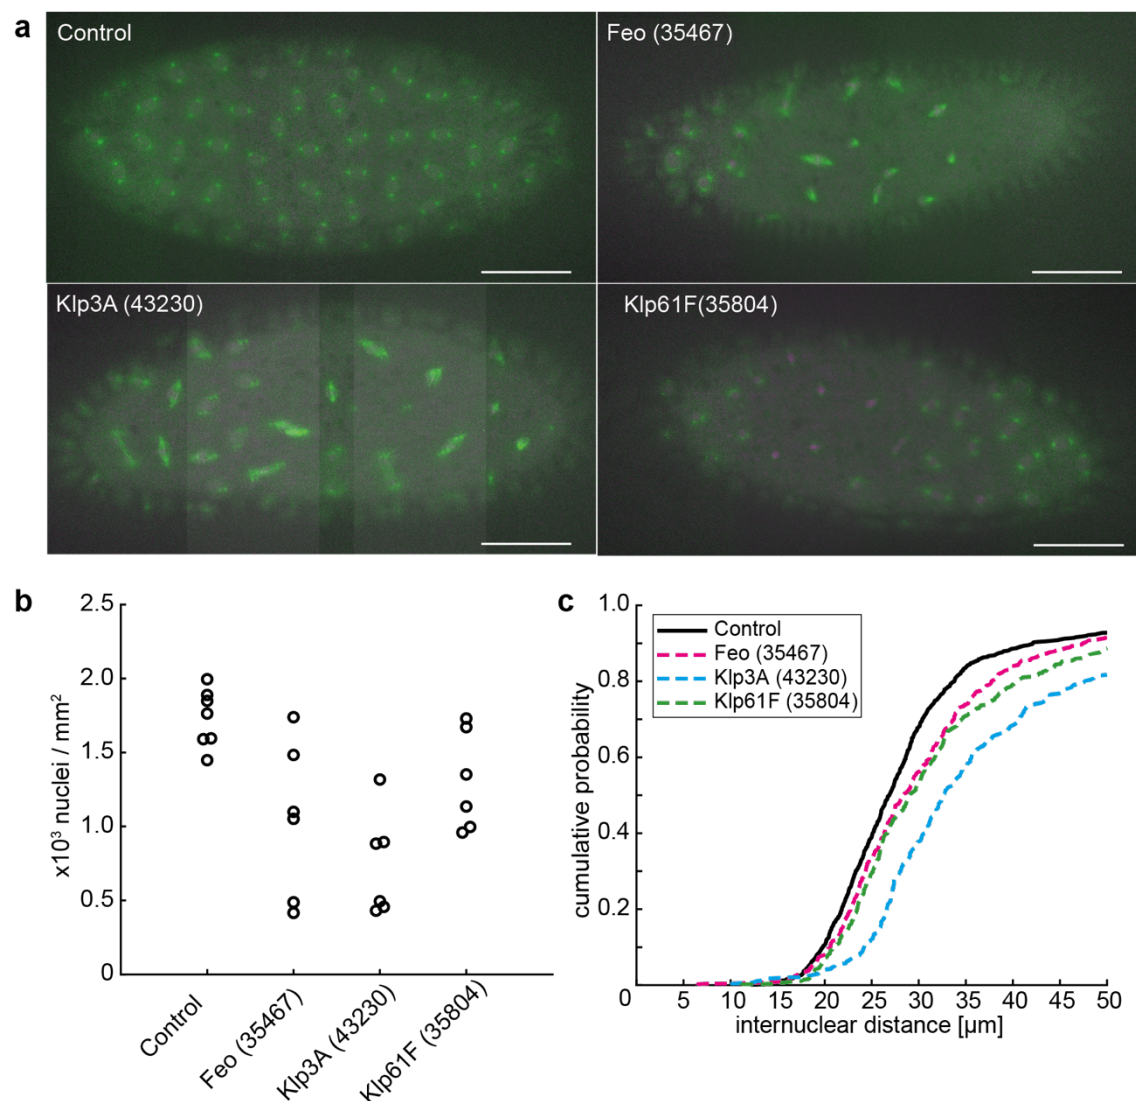 a
Control
Feo (35467)
Klp3A (43230)
Klp61F(35804)
b
2.5
2.0
1.5
1.0
0.5
0
x10³ nuclei / mm²
Control
Feo (35467)
Klp3A (43230)
Klp61F (35804)
c
1.0
0.8
0.6
0.4
0.2
0
cumulative probability
Control
Feo (35467)
Klp3A (43230)
Klp61F (35804)
5
10
15
20
25
30
35
40
45
50
internuclear distance [µm]